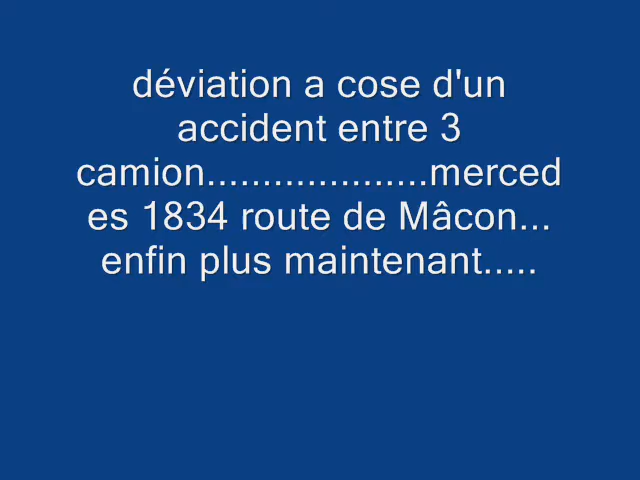 déviation a cose d'un
accident entre 3
camion....................merced
es 1834 route de Mâcon...
enfin plus maintenant.....